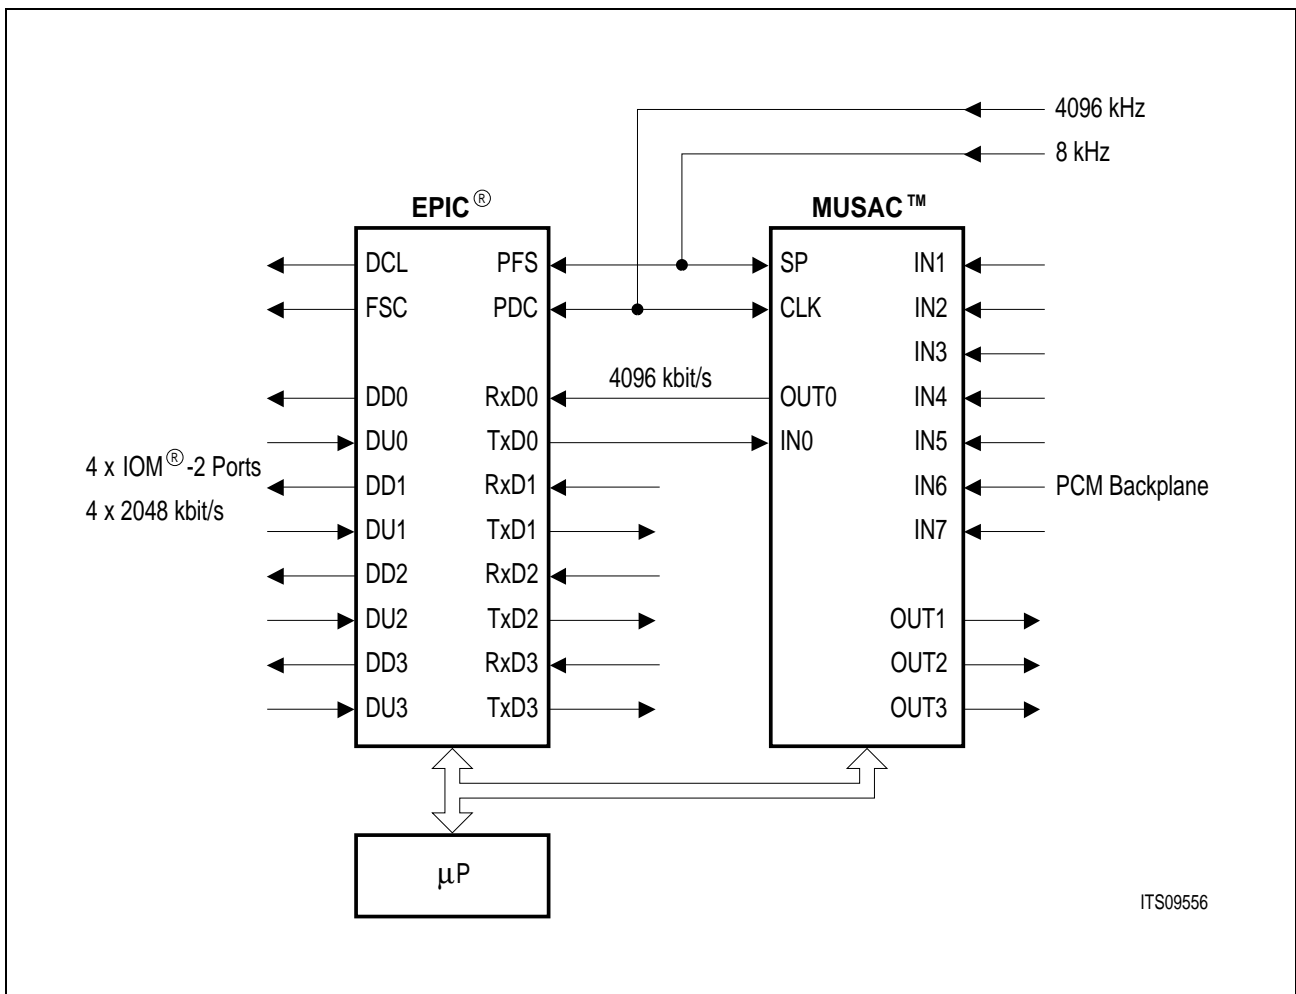 4096 kHz
8 kHz
EPIC®
MUSAC™
DCL PFS SP IN1
FSC PDC CLK IN2
IN3
4096 kbit/s
DD0 RxD0 OUT0 IN4
DU0 TxD0 IN0 IN5
4 x IOM®-2 Ports
DD1 RxD1 IN6 PCM Backplane
4 x 2048 kbit/s
DU1 TxD1 IN7
DD2 RxD2
DU2 TxD2 OUT1
DD3 RxD3 OUT2
DU3 TxD3 OUT3
µP
ITS09556